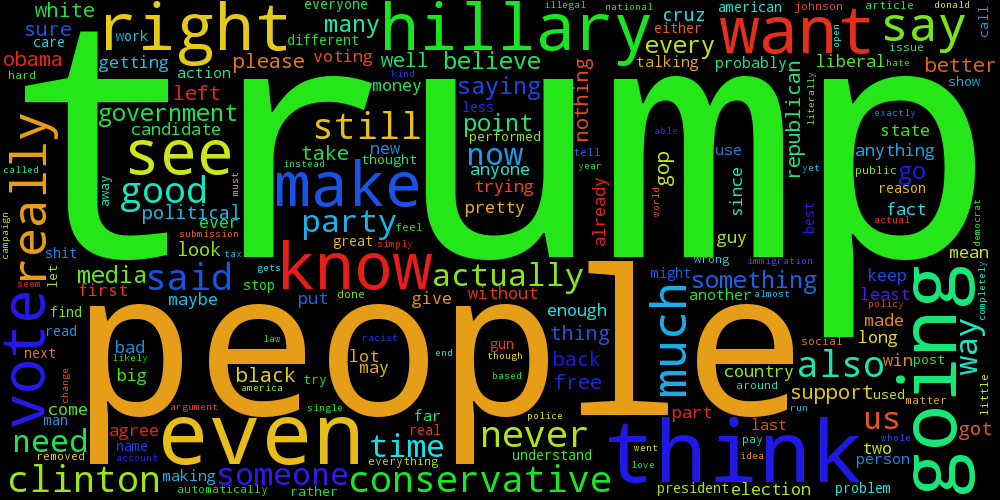 white
right
many
everyone
illegal
hillary
national
cruz
american
johnson
article
donald
sure
care
work
different
either
want
open
say
call
obama
getting
please
voting
well
believe
every
talking
probably
issue
liberal
hate
better
hard
action
money
kind
saying
nothing
republican
literally
show
left
trump
government
less
exactly
candidate
still
point
performed
able
state
see
take
new
now
tell
gop
use
anything
yet
called
instead
thought
anyone
year
public
go
good
away
must
make
trying
world
since
reason
really
political
ever
party
feel
pretty
already
guy
best
fact
actual
democrat
campaign
submission
great
simply
wrong
immigration
mean
shit
look
tax
let
media
said
gets
stop
know
actually
might
something
keep
completely
seem
first
maybe
put
done
give
without
much
another
almost
least
policy
going
way
find
enough
made
vote
read
people
law
racist
end
gun
thing
social
long
next
bad
likely
lot
though
back
country
also
win
post
big
black
may
based
free
around
america
try
support
used
matter
little
change
come
argument
single
far
police
part
run
us
man
agree
even
real
never
last
got
need
name
time
went
think
pay
two
whole
removed
account
everything
understand
love
idea
person
clinton
making
someone
conservative
president
election
problem
automatically
rather